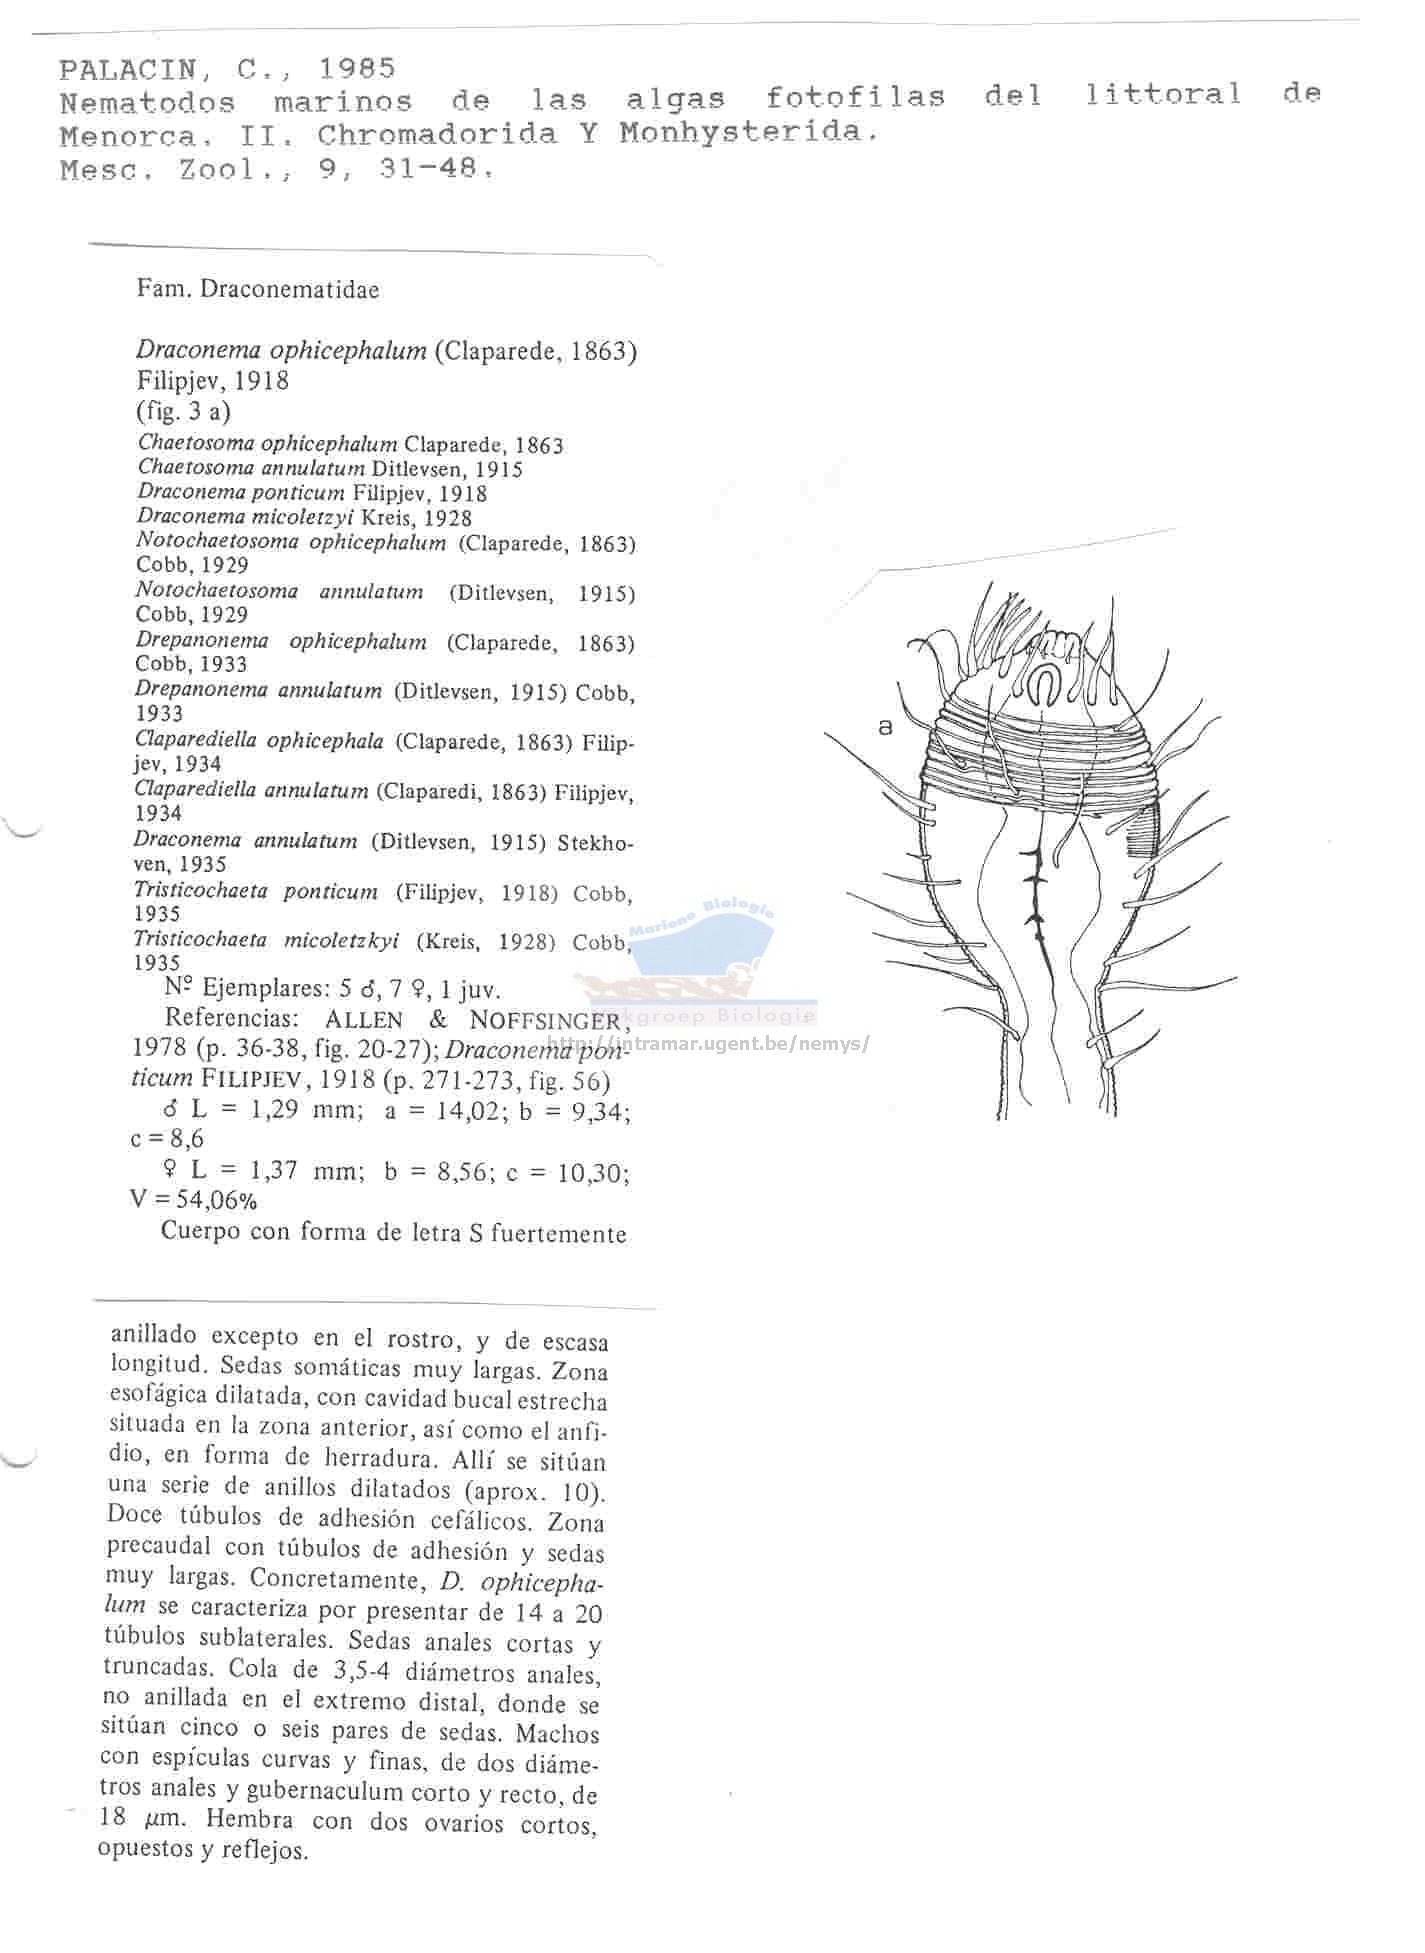 PALACIN, C., 1985
Nematodos marinos de las algas fotofilas del littoral de
Menorca. II. Chromadorida Y Monhysterida.
Mesc. Zool., 9, 31-48.
Fam. Draconematidae
Draconema ophicephalum (Claparede, 1863)
Filipjev, 1918
(fig. 3 a)
Chaetosoma ophicephalum Claparede, 1863
Chaetosoma annulatum Ditlevsen, 1915
Draconema ponticum Filipjev, 1918
Draconema micoletzyi Kreis, 1928
Notochaetosoma ophicephalum (Claparede, 1863)
Cobb, 1929
Notochaetosoma annulatum (Ditlevsen, 1915)
Cobb, 1929
Drepanonema ophicephalum (Claparede, 1863)
Cobb, 1933
Drepanonema annulatum (Ditlevsen, 1915) Cobb,
1933
Claparediella ophicephala (Claparede, 1863) Filip-
jev, 1934
Claparediella annulatum (Claparedi, 1863) Filipjev,
1934
Draconema annulatum (Ditlevsen, 1915) Stekho-
ven, 1935
Tristicochaeta ponticum (Filipjev, 1918) Cobb,
1935
Tristicochaeta micoletzkyi (Kreis, 1928) Cobb,
1935
Nº Ejemplares: 5 ♂, 7 ♀, 1 juv.
Referencias: ALLEN & NOFFSINGER,
1978 (p. 36-38, fig. 20-27); Draconema pon-
ticum FILIPJEV, 1918 (p. 271-273, fig. 56)
♂ L = 1,29 mm; a = 14,02; b = 9,34;
c = 8,6
♀ L = 1,37 mm; b = 8,56; c = 10,30;
V = 54,06%
Cuerpo con forma de letra S fuertemente
anillado excepto en el rostro, y de escasa
longitud. Sedas somáticas muy largas. Zona
esofágica dilatada, con cavidad bucal estrecha
situada en la zona anterior, así como el anfi-
dio, en forma de herradura. Allí se sitúan
una serie de anillos dilatados (aprox. 10).
Doce túbulos de adhesión cefálicos. Zona
precaudal con túbulos de adhesión y sedas
muy largas. Concretamente, D. ophicepha-
lum se caracteriza por presentar de 14 a 20
túbulos sublaterales. Sedas anales cortas y
truncadas. Cola de 3,5-4 diámetros anales,
no anillada en el extremo distal, donde se
sitúan cinco o seis pares de sedas. Machos
con espículas curvas y finas, de dos diáme-
tros anales y gubernaculum corto y recto, de
18 μm. Hembra con dos ovarios cortos,
opuestos y reflejos.
a
Mariene Biologie
Vakgroep Biologie
http://intramar.ugent.be/nemys/